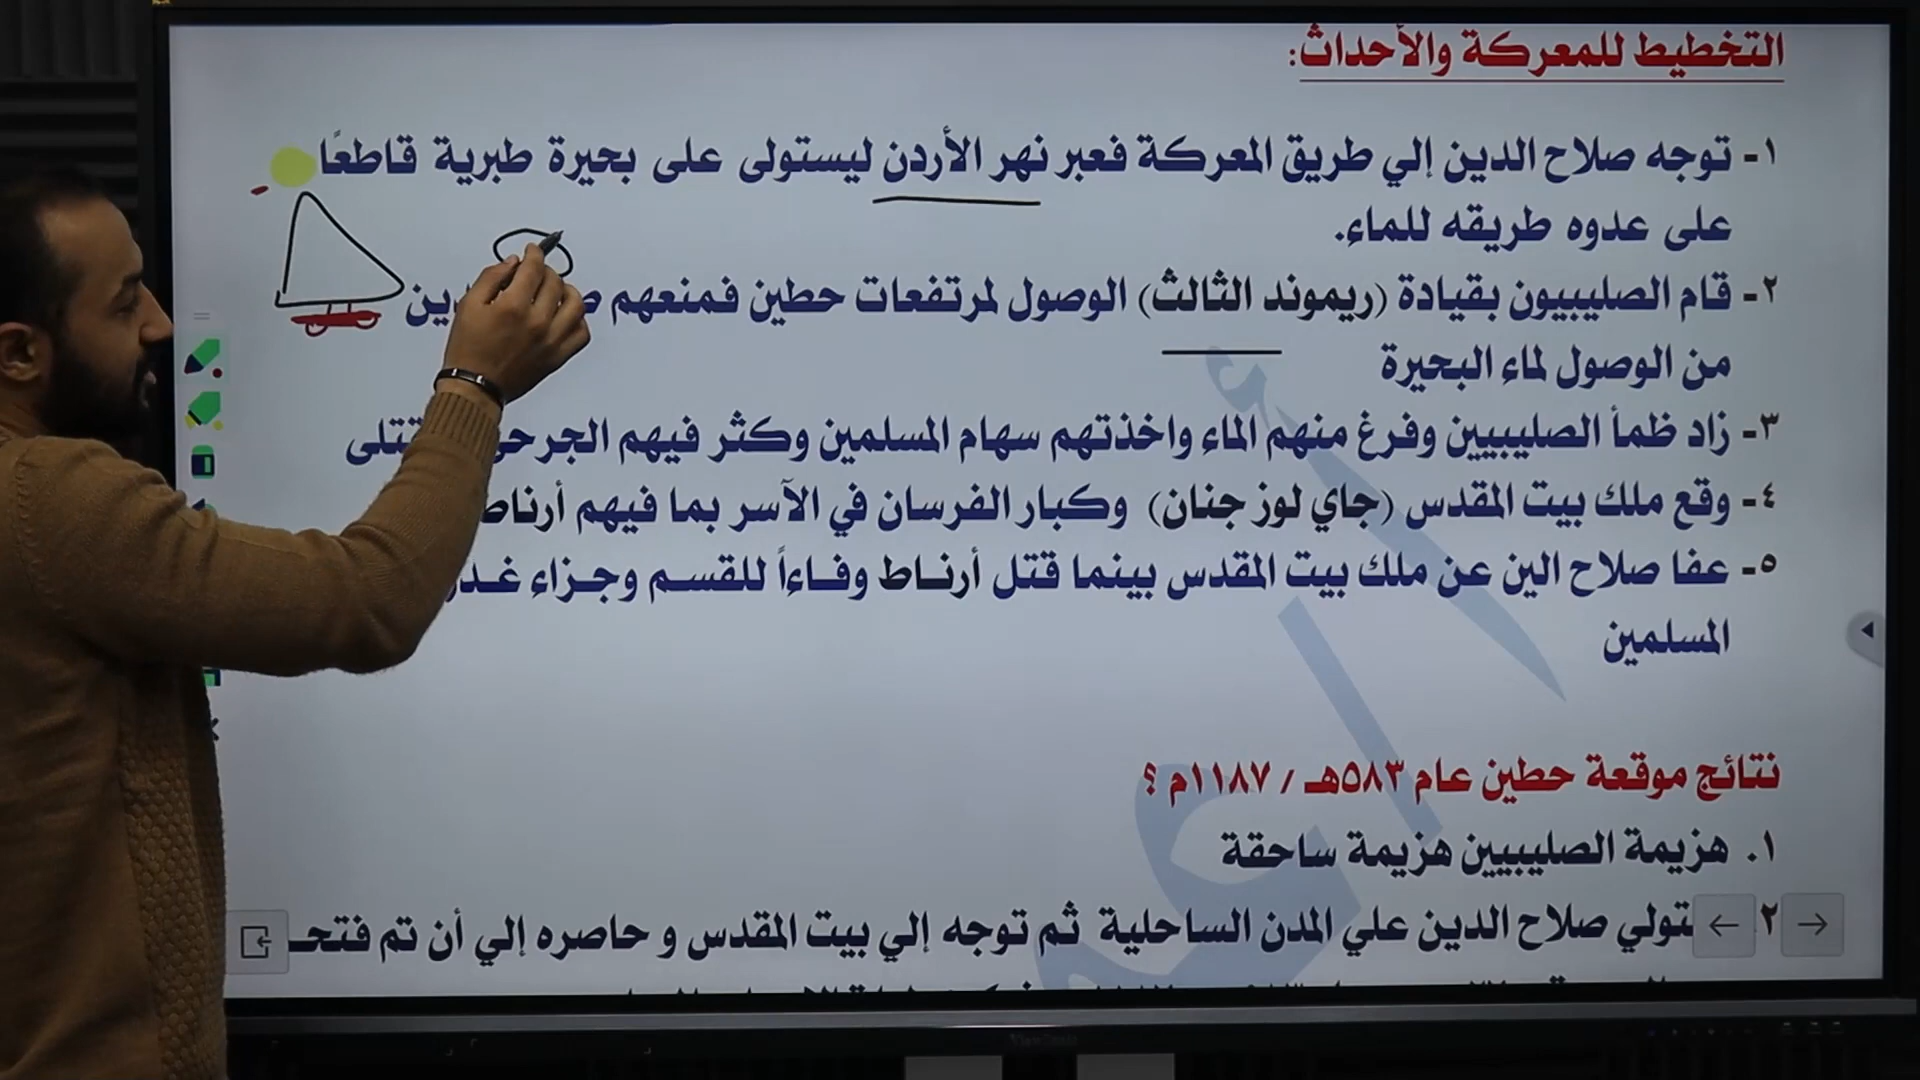 التخطيط للمعركة والأحداث:
١- توجه صلاح الدين إلي طريق المعركة فعبر نهر الأردن ليستولى على بحيرة طبرية قاطعًا
على عدوه طريقه للماء.
٢- قام الصليبيون بقيادة (ريموند الثالث) الوصول لمرتفعات حطين فمنعهم
من الوصول لماء البحيرة
٣- زاد ظمأ الصليبيين وفرغ منهم الماء واخذتهم سهام المسلمين وكثر فيهم
٤- وقع ملك بيت المقدس (جاي لوز جنان) وكبار الفرسان في الآسر بما فيهم أرناط
٥- عفا صلاح الين عن ملك بيت المقدس بينما قتل أرناط وفاءاً للقسم وجزاء
المسلمين
نتائج موقعة حطين عام ٥٨٣هـ / ١١٨٧م ؟
١. هزيمة الصليبيين هزيمة ساحقة
٢ صلاح الدين علي المدن الساحلية ثم توجه إلي بيت المقدس و حاصره إلي أن تم